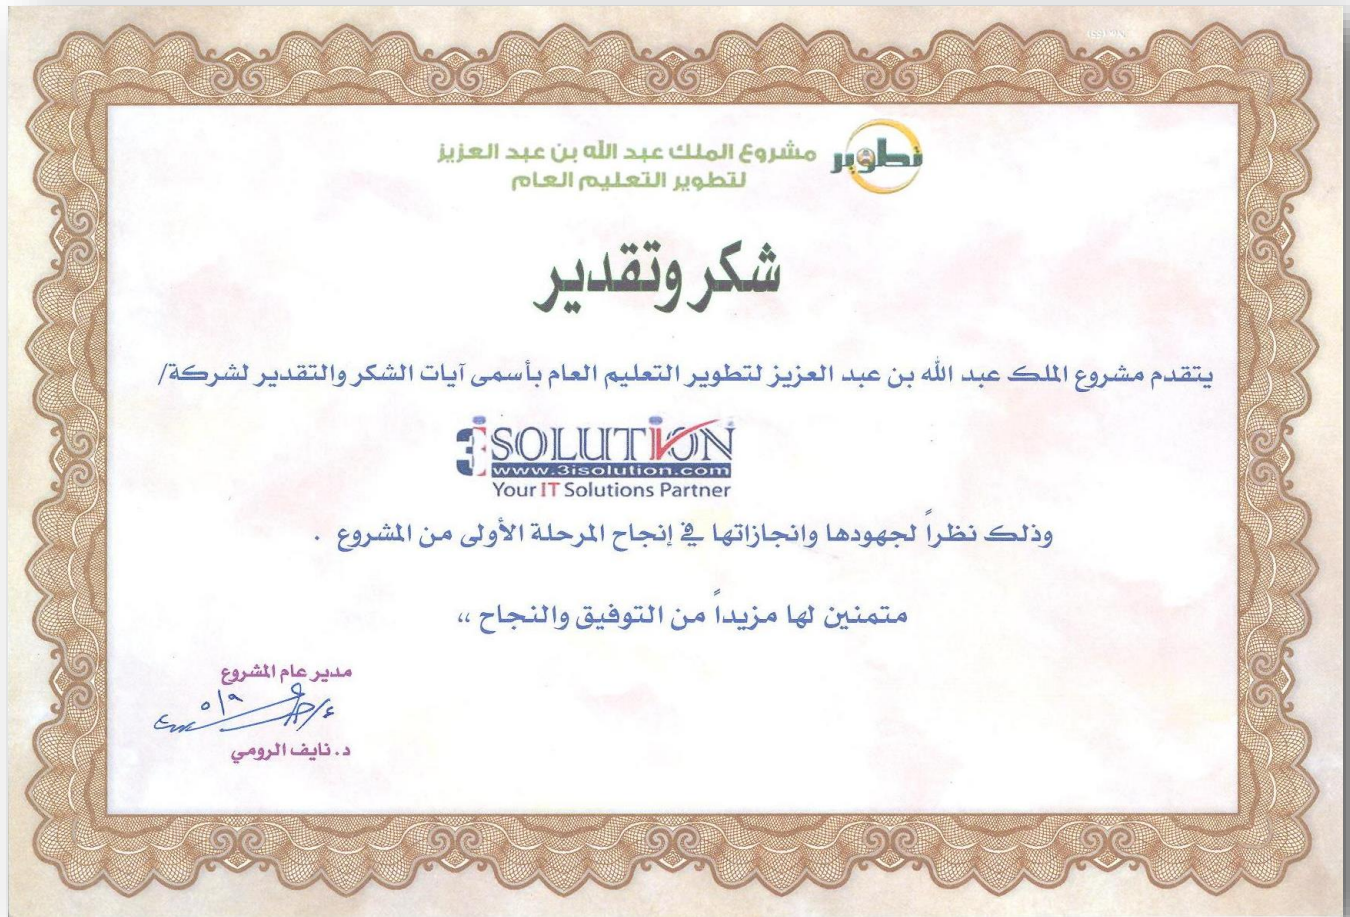 تطوير
مشروع الملك عبد الله بن عبد العزيز
لتطوير التعليم العام
شكر وتقدير
يتقدم مشروع الملك عبد الله بن عبد العزيز لتطوير التعليم العام بأسمى آيات الشكر والتقدير لشركة/
3iSOLUTiON
www.3isolution.com
Your IT Solutions Partner
وذلك نظراً لجهودها وانجازاتها في إنجاح المرحلة الأولى من المشروع .
متمنين لها مزيداً من التوفيق والنجاح ،،
مدير عام المشروع
د. نايف الرومي